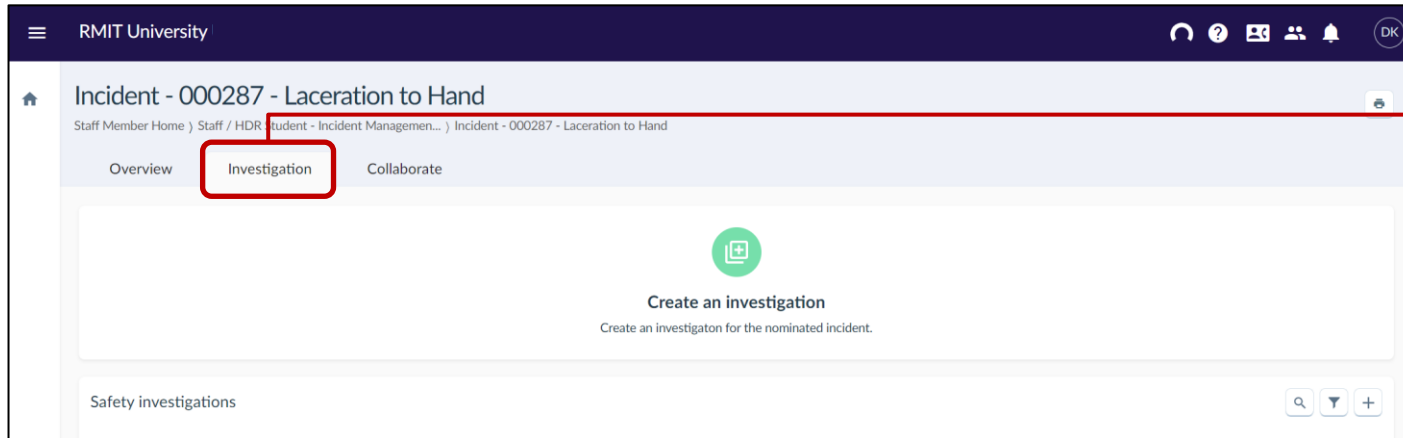 RMIT University
DK
Incident - 000287 - Laceration to Hand
Staff Member Home ⟩ Staff / HDR Student - Incident Managemen... ⟩ Incident - 000287 - Laceration to Hand
Overview Investigation Collaborate
Create an investigation
Create an investigaton for the nominated incident.
Safety investigations